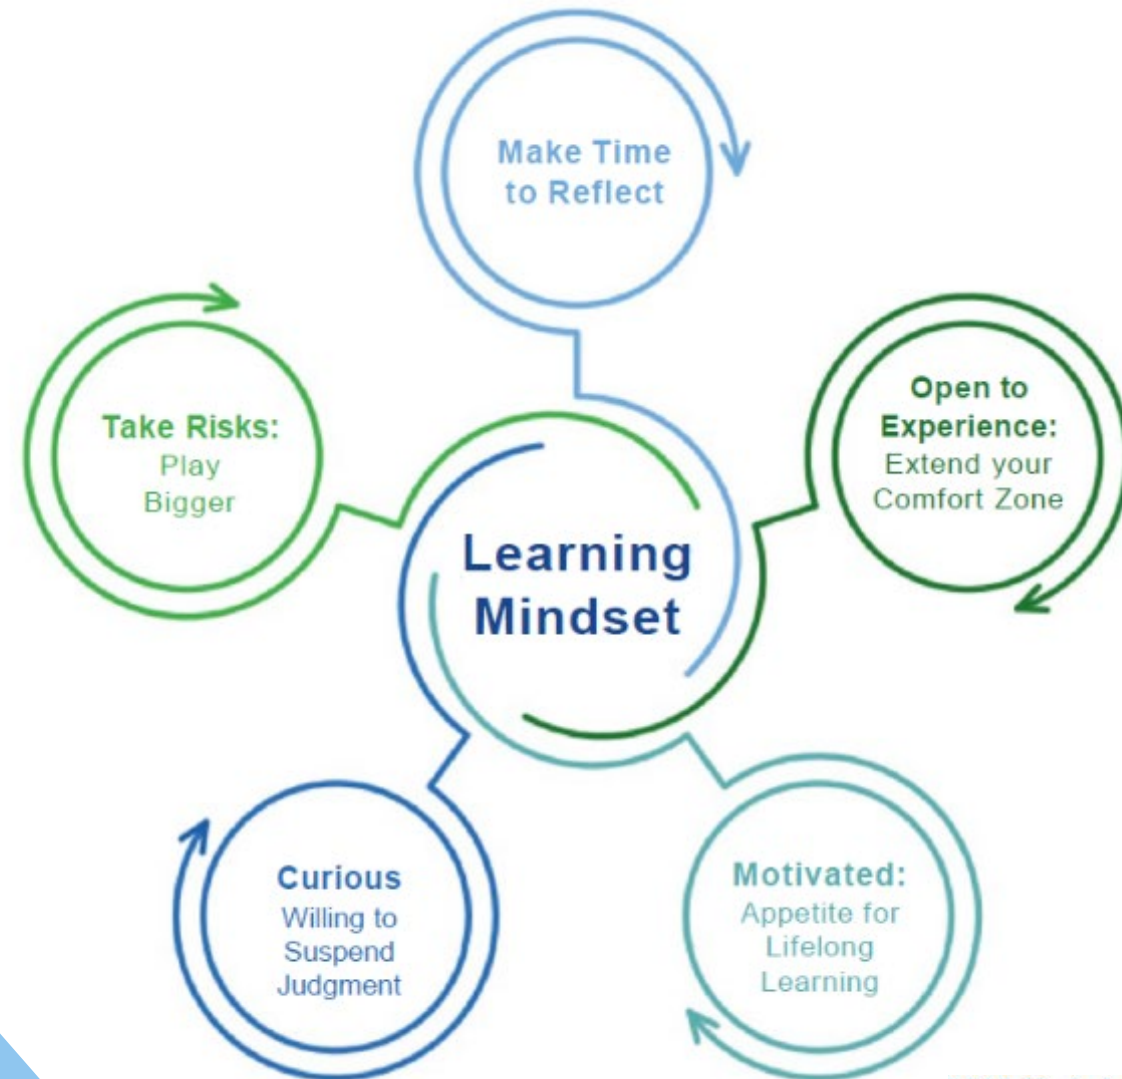 Make Time
to Reflect
Take Risks:
Play
Bigger
Open to
Experience:
Extend your
Comfort Zone
Learning
Mindset
Curious
Willing to
Suspend
Judgment
Motivated:
Appetite for
Lifelong
Learning